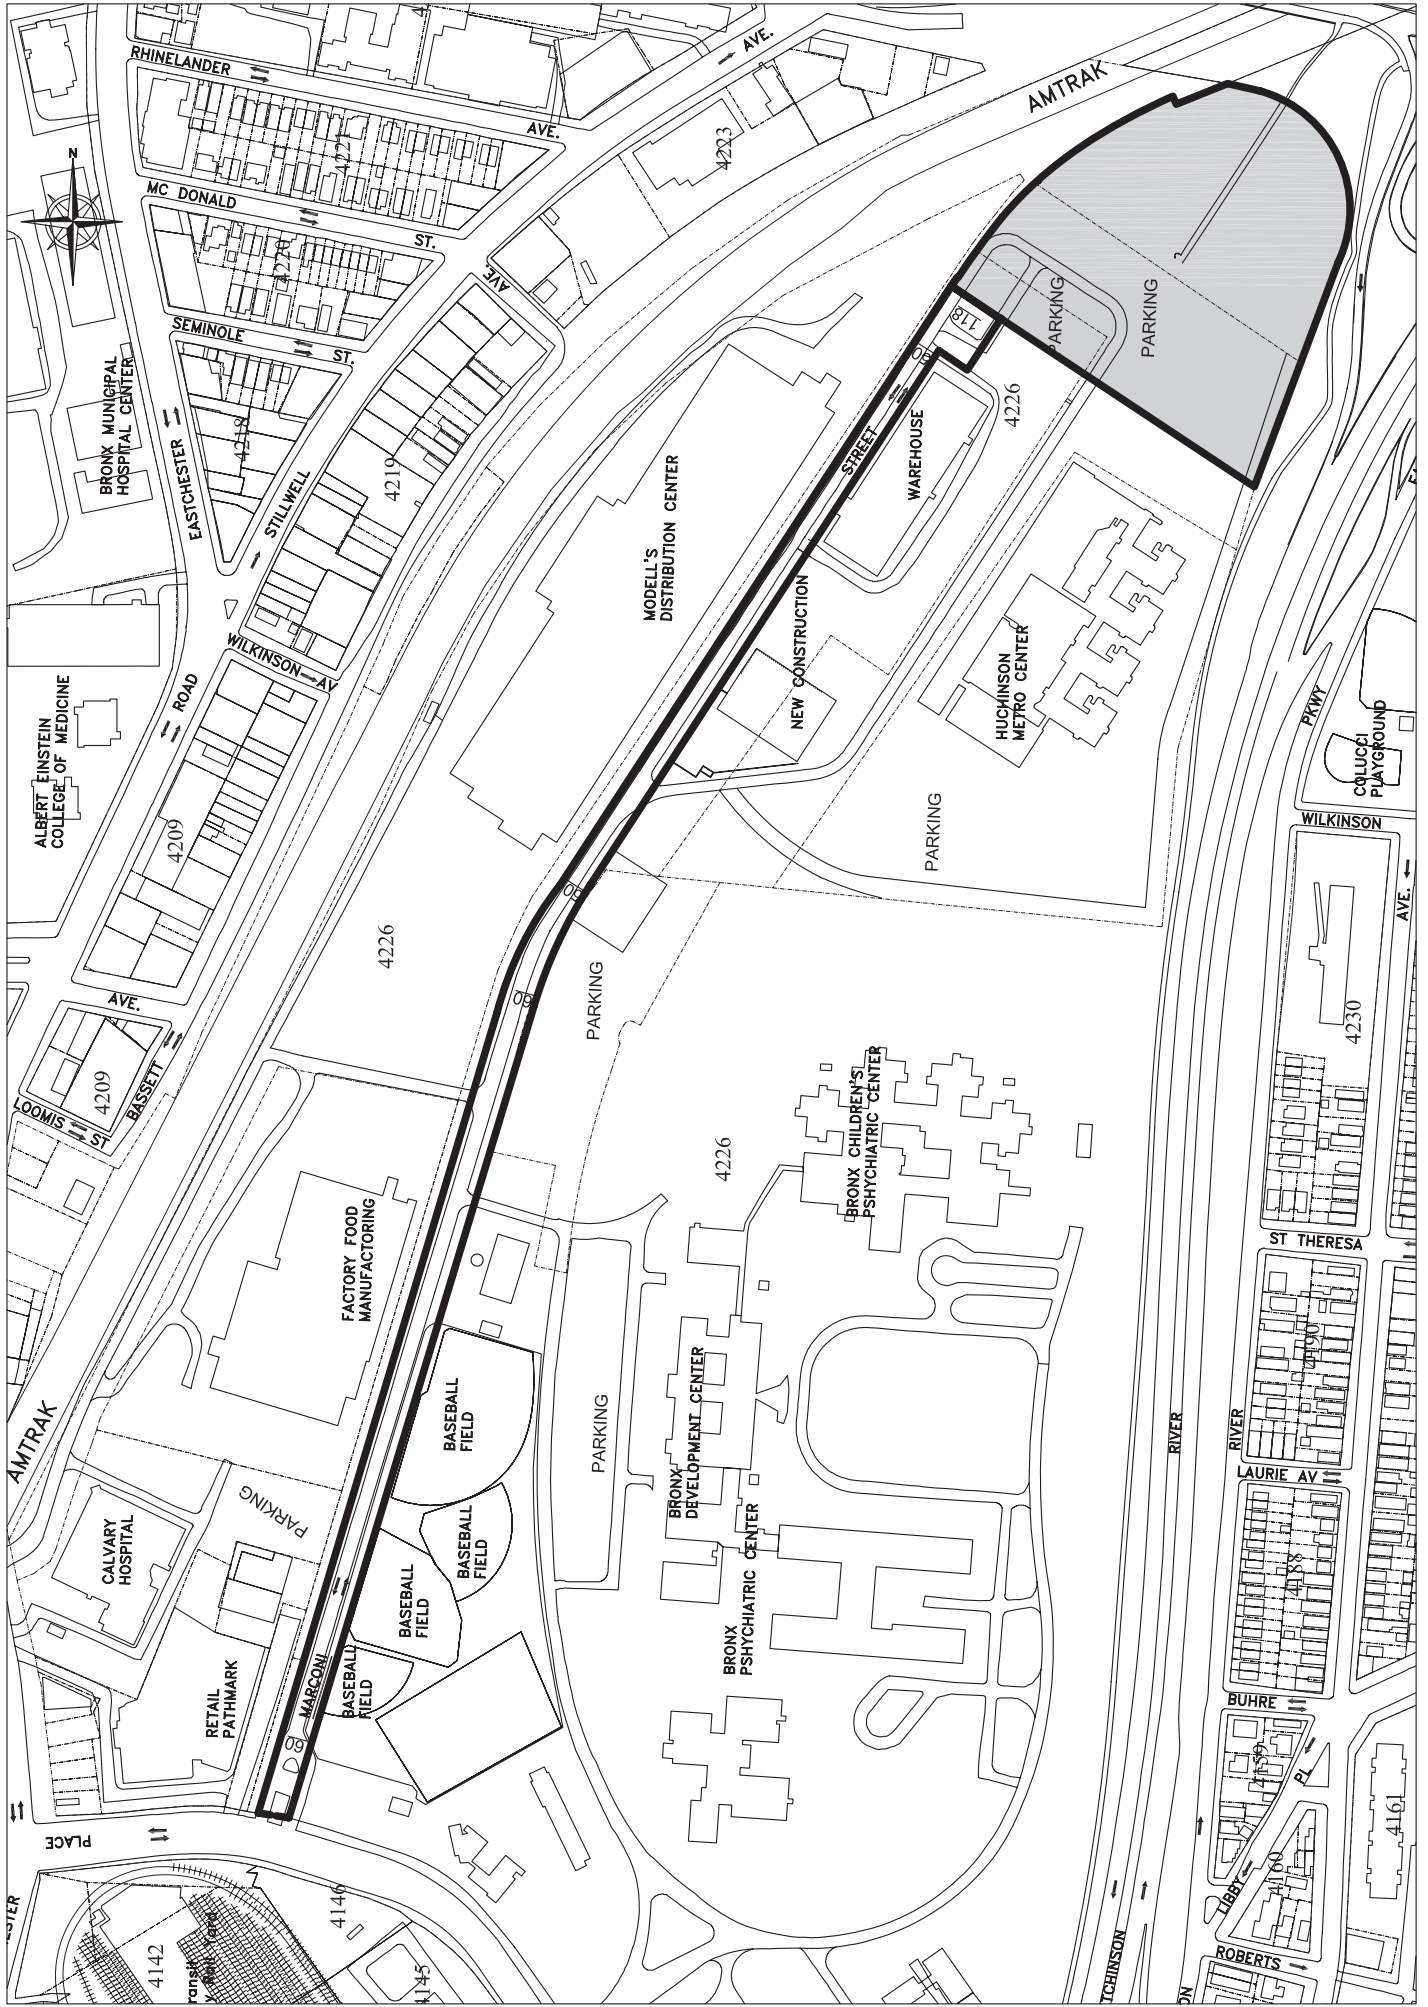 RHINELANDER
AVE.
AVE.
4221
4223
AMTRAK
N
MC DONALD
ST.
4220
AVE.
SEMINOLE
ST.
4218
4219
BRONX MUNICIPAL
HOSPITAL CENTER
EASTCHESTER
STILLWELL
118
60
PARKING
PARKING
4226
STREET
WAREHOUSE
MODELL'S
DISTRIBUTION CENTER
NEW CONSTRUCTION
HUCHINSON
METRO CENTER
WILKINSON AV
ROAD
ALBERT EINSTEIN
COLLEGE OF MEDICINE
4209
PKWY
COLUCCI
PLAYGROUND
WILKINSON
AVE.
PARKING
60
4226
60
PARKING
AVE.
4209
BASSETT
LOOMIS ST
4230
BRONX CHILDREN'S
PSHYCHIATRIC CENTER
4226
FACTORY FOOD
MANUFACTORING
ST THERESA
4190
AMTRAK
BASEBALL
FIELD
PARKING
BRONX
DEVELOPMENT CENTER
RIVER
RIVER
LAURIE AV
PARKING
CALVARY
HOSPITAL
BASEBALL
FIELD
BASEBALL
FIELD
BRONX
PSHYCHIATRIC CENTER
4188
RETAIL
PATHMARK
MARCONI
BASEBALL
FIELD
60
BUHRE
4159
PL
PLACE
4161
LIBBY
4160
4146
4142
4145
ROBERTS